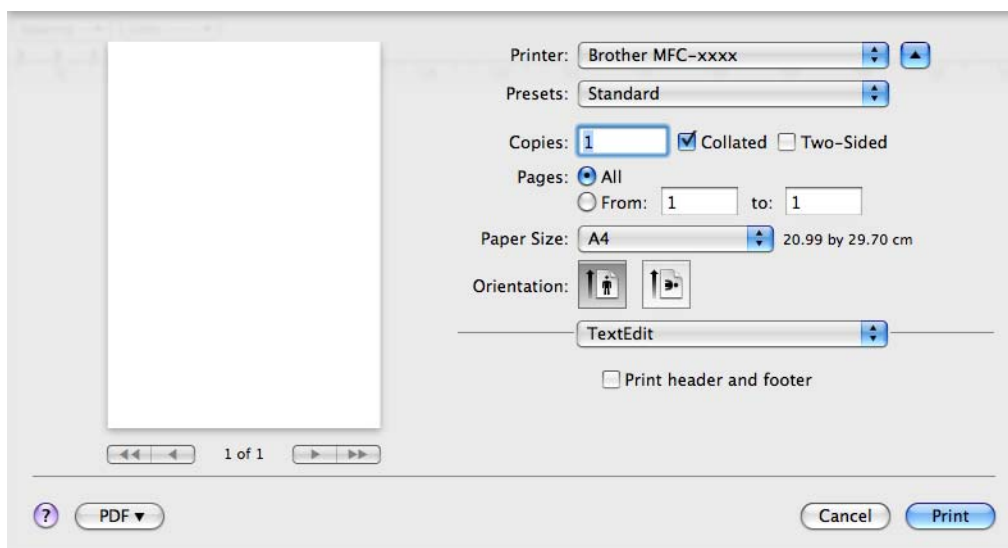 Printer: Brother MFC-xxxx
Presets: Standard
Copies: 1 Collated Two-Sided
Pages: All
From: 1 to: 1
Paper Size: A4 20.99 by 29.70 cm
Orientation:
TextEdit
Print header and footer
1 of 1
? PDF Cancel Print